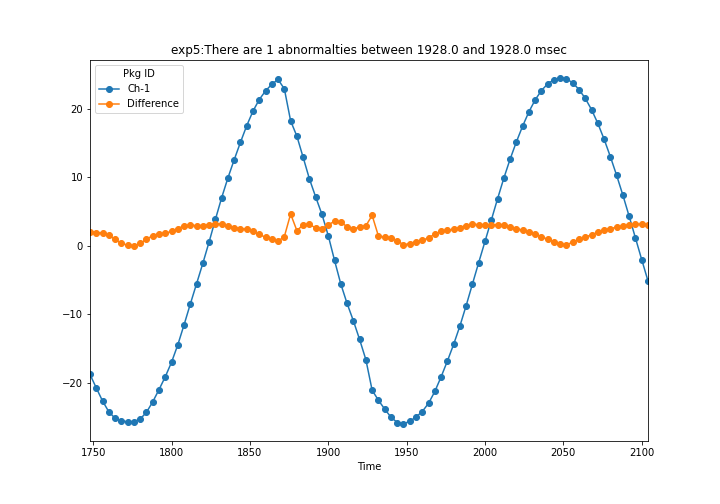 exp5:There are 1 abnormalties between 1928.0 and 1928.0 msec
Pkg ID
Ch-1
Difference
20
10
0
−10
−20
1750 1800 1850 1900 1950 2000 2050 2100
Time